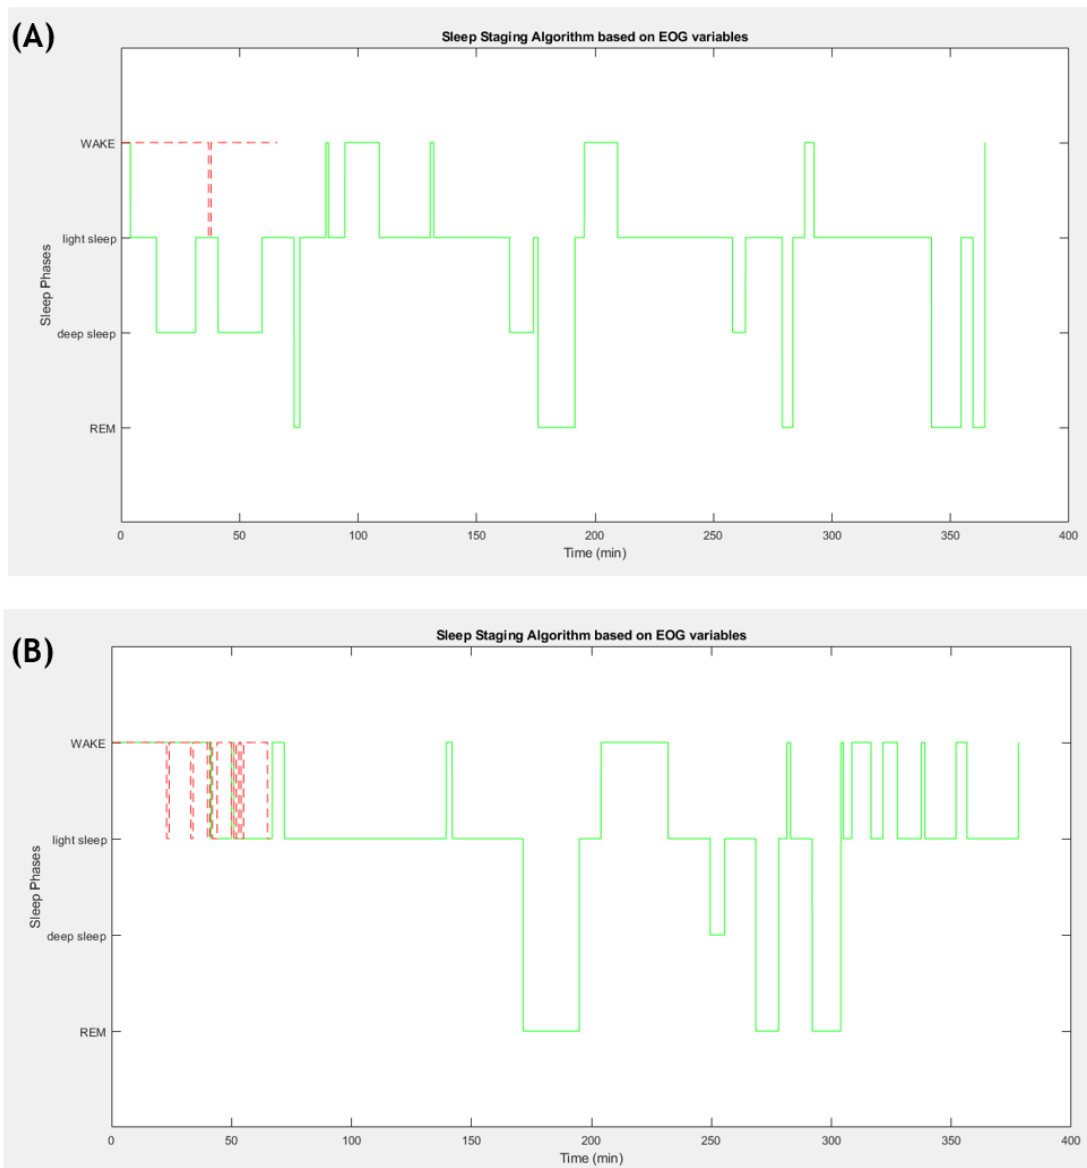 (A)
Sleep Staging Algorithm based on EOG variables
WAKE
light sleep
deep sleep
REM
Sleep Phases
0 50 100 150 200 250 300 350 400
Time (min)
(B)
Sleep Staging Algorithm based on EOG variables
WAKE
light sleep
deep sleep
REM
Sleep Phases
0 50 100 150 200 250 300 350 400
Time (min)